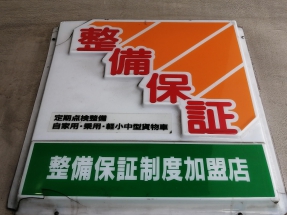 整備保証
定期点検整備
自家用・乗用・軽小中型貨物車
整備保証制度加盟店